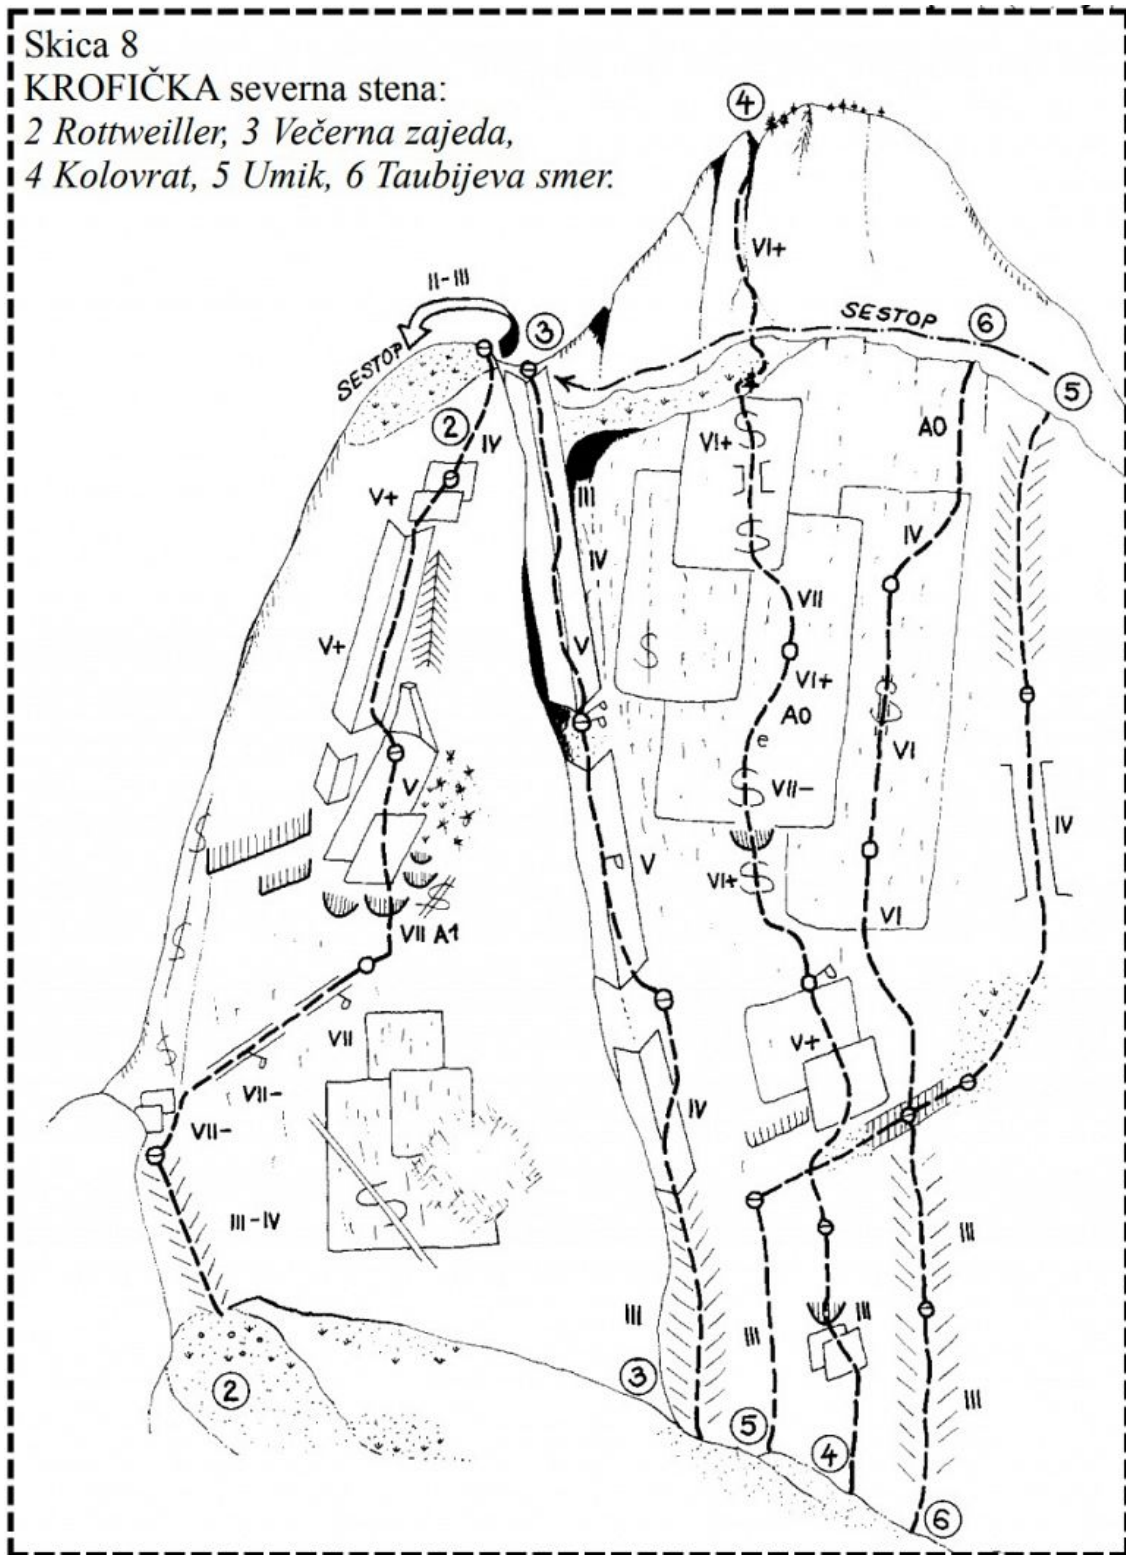 Skica 8
KROFIČKA severna stena:
2 Rottweiller, 3 Večerna zajeda,
4 Kolovrat, 5 Umik, 6 Taubijeva smer.
4
VI+
II-III
SESTOP
3
SESTOP
6
5
2
IV
A0
VI+
V+
III
IV
IV
VII
V+
V
VI+
A0
e
VI
V
VII-
IV
V
VI+
VI
VII A1
VII
V+
VII-
VII-
IV
III-IV
III
III
III
III
III
2
3
5
4
6